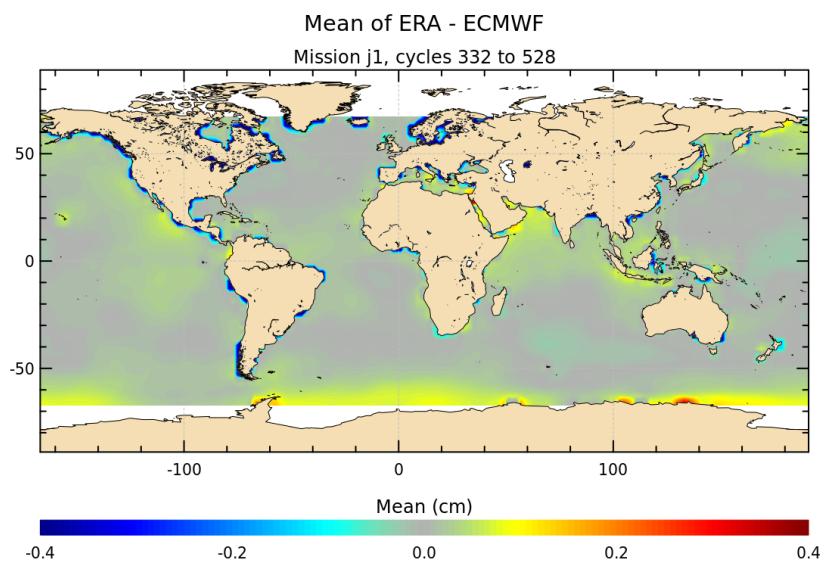 Mean of ERA - ECMWF
Mission j1, cycles 332 to 528
50
0
-50
-100 0 100
Mean (cm)
-0.4 -0.2 0.0 0.2 0.4